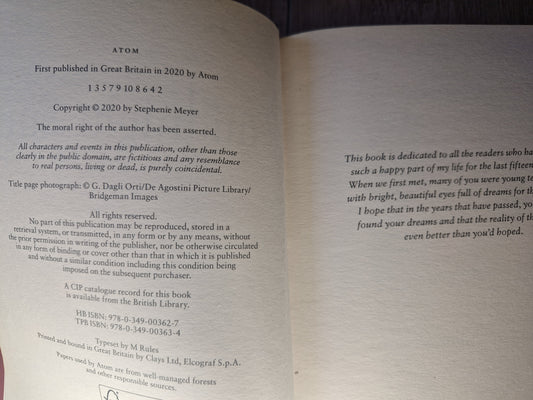 ATOM
First published in Great Britain in 2020 by Atom
1 3 5 7 9 10 8 6 4 2
Copyright © 2020 by Stephenie Meyer
The moral right of the author has been asserted.
All characters and events in this publication, other than those
clearly in the public domain, are fictitious and any resemblance
to real persons, living or dead, is purely coincidental.
Title page photograph: © G. Dagli Orti/De Agostini Picture Library/
Bridgeman Images
All rights reserved.
No part of this publication may be reproduced, stored in a
retrieval system, or transmitted, in any form or by any means, without
the prior permission in writing of the publisher, nor be otherwise circulated
in any form of binding or cover other than that in which it is published
and without a similar condition including this condition being
imposed on the subsequent purchaser.
A CIP catalogue record for this book
is available from the British Library.
HB ISBN: 978-0-349-00362-7
TPB ISBN: 978-0-349-00363-4
Typeset by M Rules
Printed and bound in Great Britain by Clays Ltd, Elcograf S.p.A.
Papers used by Atom are from well-managed forests
and other responsible sources.
This book is dedicated to all the readers who ha
such a happy part of my life for the last fifteen
When we first met, many of you were young
with bright, beautiful eyes full of dreams for
I hope that in the years that have passed,
found your dreams and that the reality of
even better than you'd hoped.